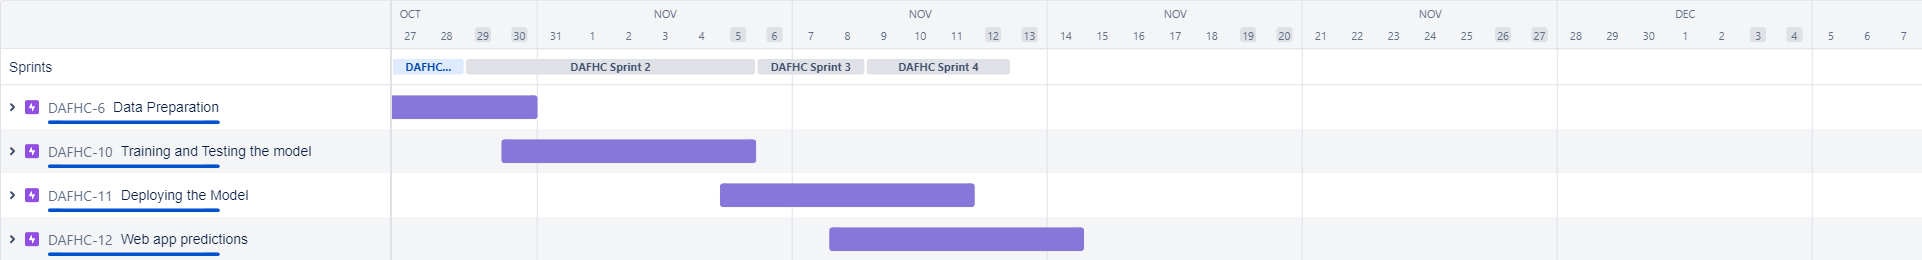 OCT NOV NOV NOV NOV DEC
27 28 29 30 31 1 2 3 4 5 6 7 8 9 10 11 12 13 14 15 16 17 18 19 20 21 22 23 24 25 26 27 28 29 30 1 2 3 4 5 6 7
Sprints DAFHC... DAFHC Sprint 2 DAFHC Sprint 3 DAFHC Sprint 4
DAFHC-6 Data Preparation
DAFHC-10 Training and Testing the model
DAFHC-11 Deploying the Model
DAFHC-12 Web app predictions